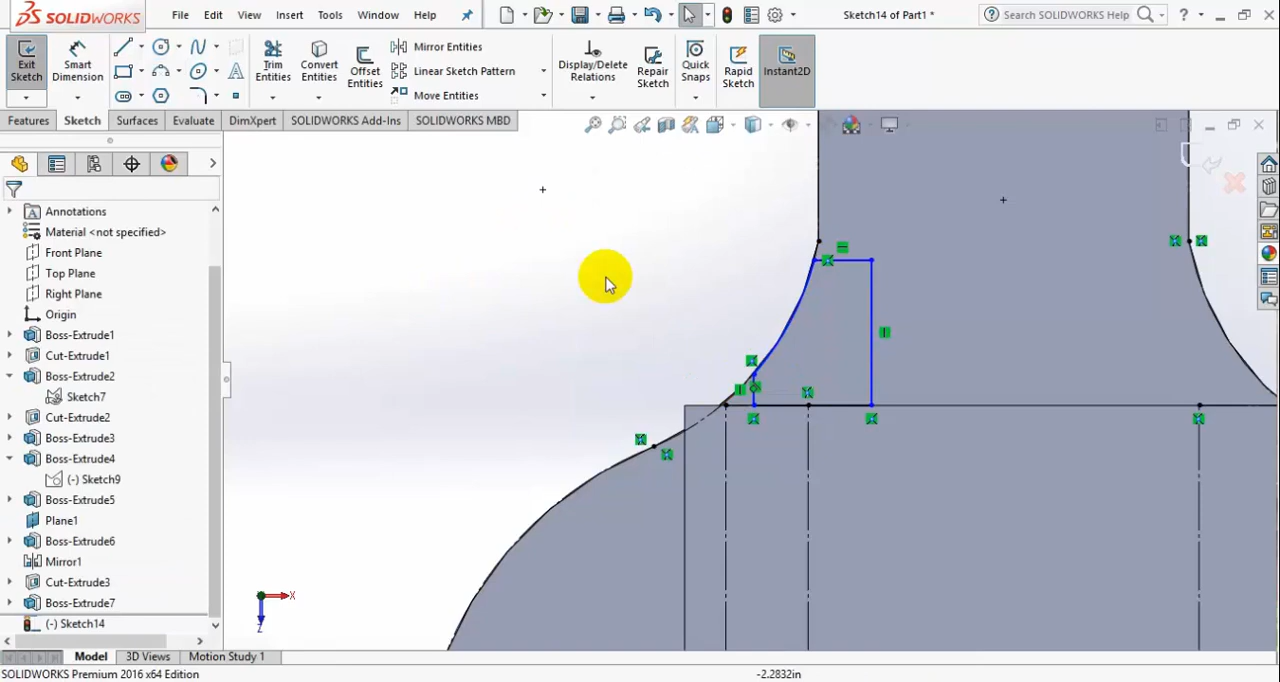 SOLIDWORKS File Edit View Insert Tools Window Help Sketch14 of Part1 * Search SOLIDWORKS Help ?
Exit Sketch
Smart Dimension
Trim Entities
Convert Entities
Offset Entities
Mirror Entities
Linear Sketch Pattern
Move Entities
Display/Delete Relations
Repair Sketch
Quick Snaps
Rapid Sketch
Instant2D
Features Sketch Surfaces Evaluate DimXpert SOLIDWORKS Add-Ins SOLIDWORKS MBD
Annotations
Material <not specified>
Front Plane
Top Plane
Right Plane
Origin
Boss-Extrude1
Cut-Extrude1
Boss-Extrude2
Sketch7
Cut-Extrude2
Boss-Extrude3
Boss-Extrude4
(-) Sketch9
Boss-Extrude5
Plane1
Boss-Extrude6
Mirror1
Cut-Extrude3
Boss-Extrude7
(-) Sketch14
X
Z
Model 3D Views Motion Study 1
SOLIDWORKS Premium 2016 x64 Edition -2.2832in